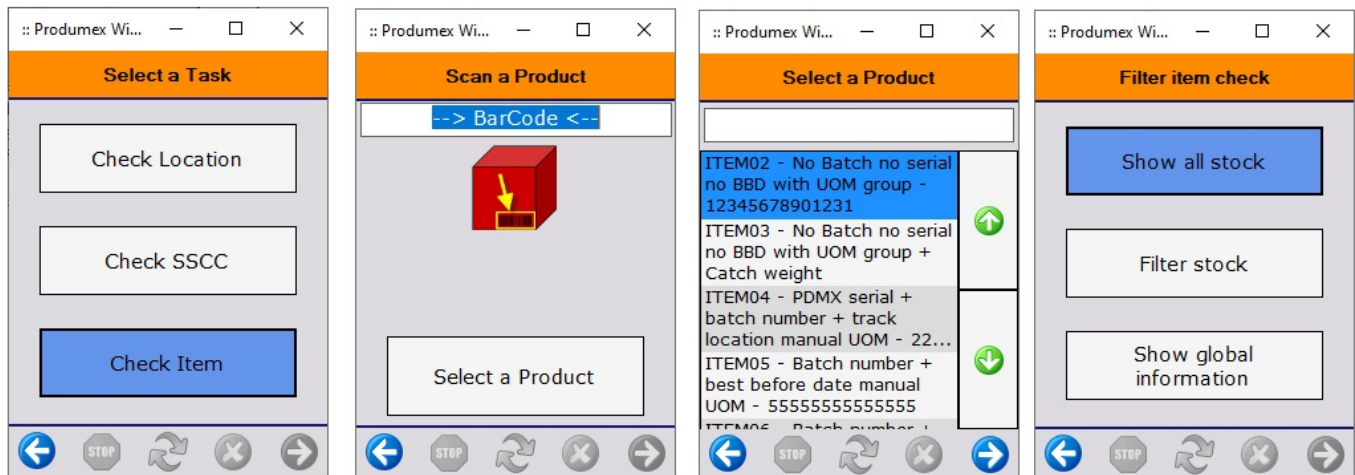 :: Produmex Wi...
Select a Task
Check Location
Check SSCC
Check Item
STOP
:: Produmex Wi...
Scan a Product
--> BarCode <--
Select a Product
STOP
:: Produmex Wi...
Select a Product
ITEM02 - No Batch no serial
no BBD with UOM group -
12345678901231
ITEM03 - No Batch no serial
no BBD with UOM group +
Catch weight
ITEM04 - PDMX serial +
batch number + track
location manual UOM - 22...
ITEM05 - Batch number +
best before date manual
UOM - 55555555555555
ITEM06 - Batch number +
STOP
:: Produmex Wi...
Filter item check
Show all stock
Filter stock
Show global
information
STOP